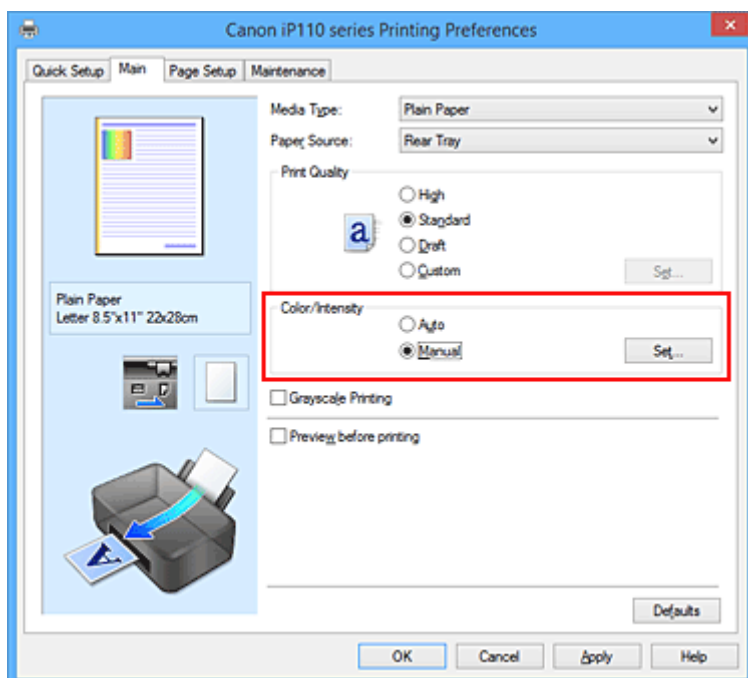 Canon iP110 series Printing Preferences
Quick Setup Main Page Setup Maintenance
Media Type: Plain Paper
Paper Source: Rear Tray
Print Quality
High
a Standard
Draft
Custom Set...
Plain Paper
Letter 8.5"x11" 22x28cm
Color/Intensity
Auto
Manual Set...
Grayscale Printing
Preview before printing
A
Defaults
OK Cancel Apply Help